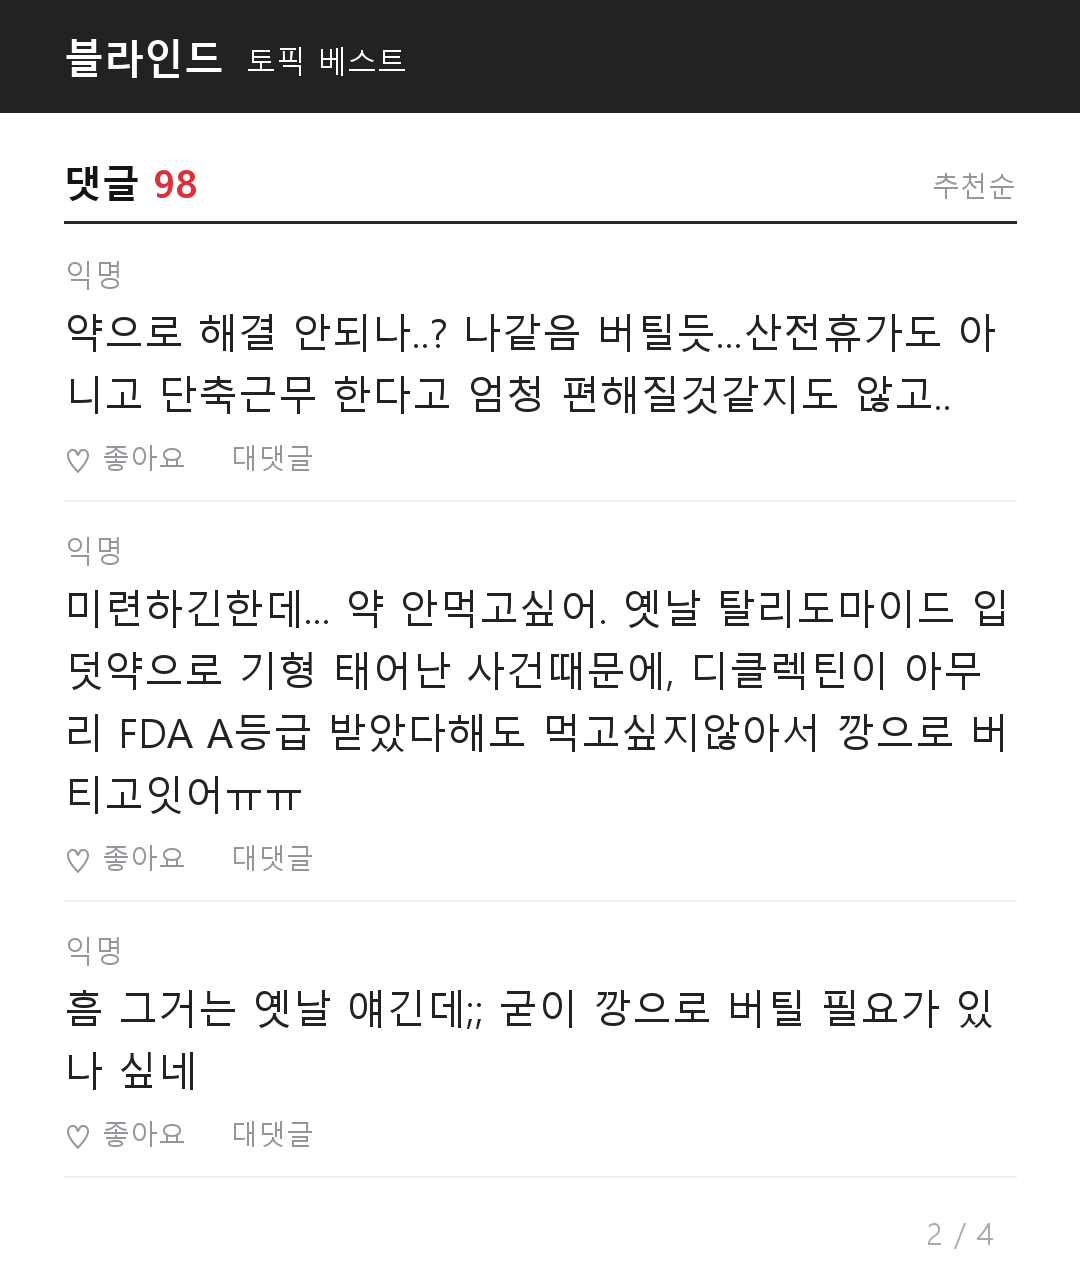 블라인드 토픽 베스트
댓글 98 추천순
익명
약으로 해결 안되나..? 나같음 버틸듯...산전휴가도 아
니고 단축근무 한다고 엄청 편해질것같지도 않고..
♡ 좋아요 대댓글
익명
미련하긴한데... 약 안먹고싶어. 옛날 탈리도마이드 입
덧약으로 기형 태어난 사건때문에, 디클렉틴이 아무
리 FDA A등급 받았다해도 먹고싶지않아서 깡으로 버
티고잇어ㅠㅠ
♡ 좋아요 대댓글
익명
흠 그거는 옛날 얘긴데;; 굳이 깡으로 버틸 필요가 있
나 싶네
♡ 좋아요 대댓글
2 / 4